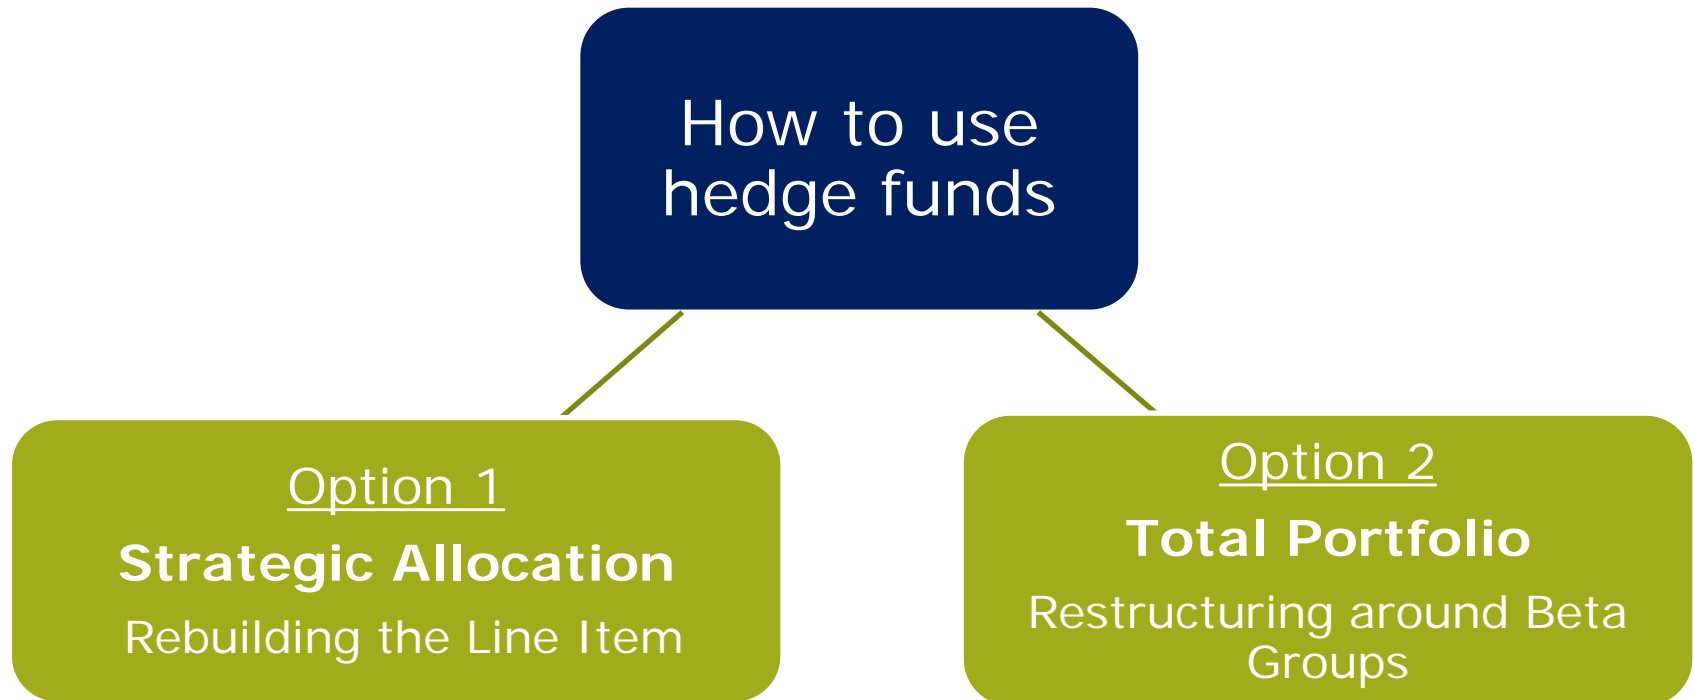 How to use
hedge funds
Option 1
Strategic Allocation
Rebuilding the Line Item
Option 2
Total Portfolio
Restructuring around Beta
Groups